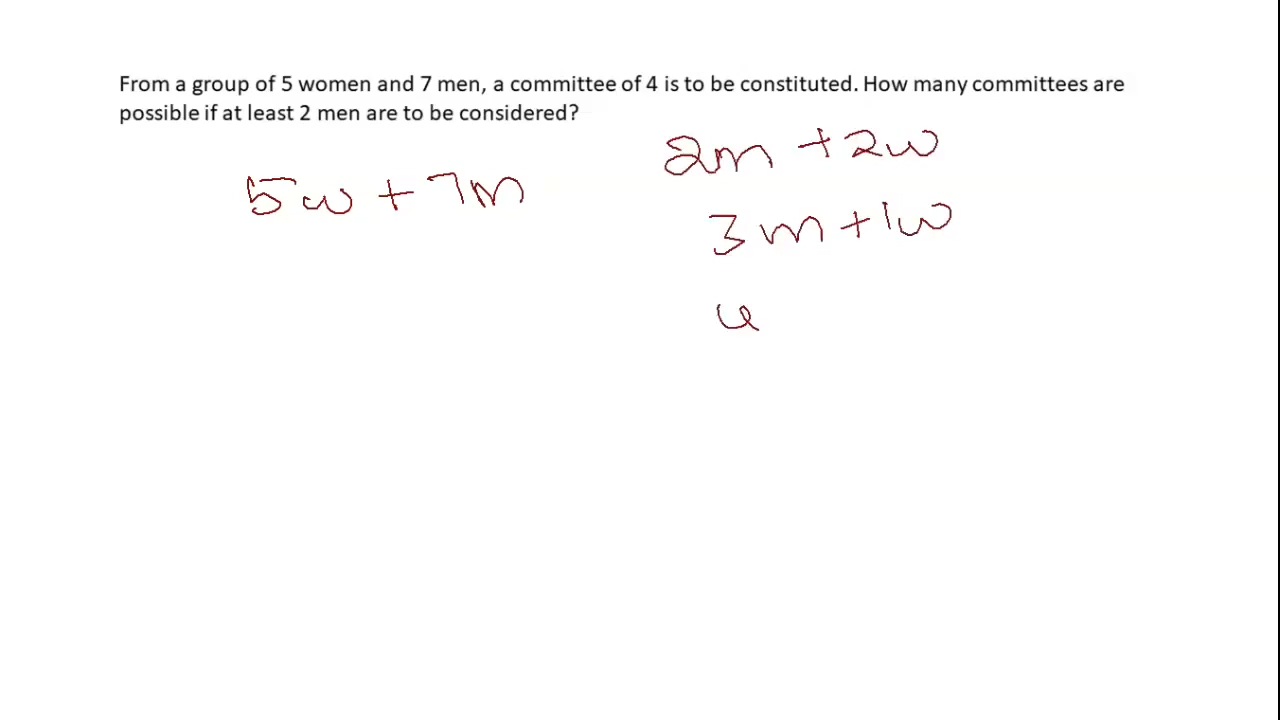 From a group of 5 women and 7 men, a committee of 4 is to be constituted. How many committees are
possible if at least 2 men are to be considered?
2m + 2w
5w + 7m
3m + 1w
4